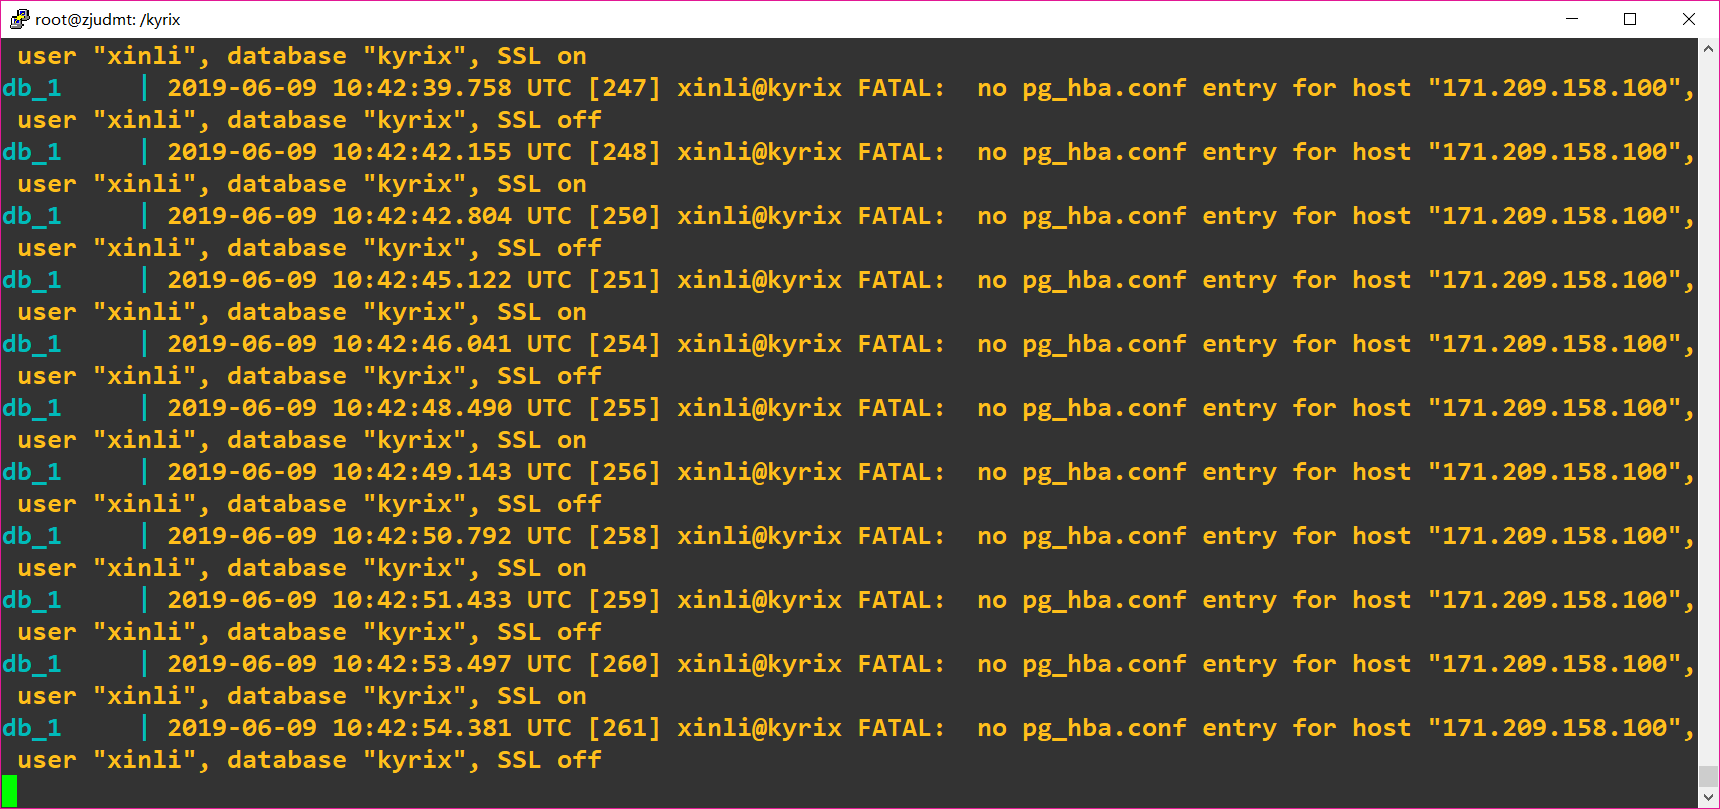 root@zjudmt: /kyrix
user "xinli", database "kyrix", SSL on
db_1 | 2019-06-09 10:42:39.758 UTC [247] xinli@kyrix FATAL: no pg_hba.conf entry for host "171.209.158.100",
user "xinli", database "kyrix", SSL off
db_1 | 2019-06-09 10:42:42.155 UTC [248] xinli@kyrix FATAL: no pg_hba.conf entry for host "171.209.158.100",
user "xinli", database "kyrix", SSL on
db_1 | 2019-06-09 10:42:42.804 UTC [250] xinli@kyrix FATAL: no pg_hba.conf entry for host "171.209.158.100",
user "xinli", database "kyrix", SSL off
db_1 | 2019-06-09 10:42:45.122 UTC [251] xinli@kyrix FATAL: no pg_hba.conf entry for host "171.209.158.100",
user "xinli", database "kyrix", SSL on
db_1 | 2019-06-09 10:42:46.041 UTC [254] xinli@kyrix FATAL: no pg_hba.conf entry for host "171.209.158.100",
user "xinli", database "kyrix", SSL off
db_1 | 2019-06-09 10:42:48.490 UTC [255] xinli@kyrix FATAL: no pg_hba.conf entry for host "171.209.158.100",
user "xinli", database "kyrix", SSL on
db_1 | 2019-06-09 10:42:49.143 UTC [256] xinli@kyrix FATAL: no pg_hba.conf entry for host "171.209.158.100",
user "xinli", database "kyrix", SSL off
db_1 | 2019-06-09 10:42:50.792 UTC [258] xinli@kyrix FATAL: no pg_hba.conf entry for host "171.209.158.100",
user "xinli", database "kyrix", SSL on
db_1 | 2019-06-09 10:42:51.433 UTC [259] xinli@kyrix FATAL: no pg_hba.conf entry for host "171.209.158.100",
user "xinli", database "kyrix", SSL off
db_1 | 2019-06-09 10:42:53.497 UTC [260] xinli@kyrix FATAL: no pg_hba.conf entry for host "171.209.158.100",
user "xinli", database "kyrix", SSL on
db_1 | 2019-06-09 10:42:54.381 UTC [261] xinli@kyrix FATAL: no pg_hba.conf entry for host "171.209.158.100",
user "xinli", database "kyrix", SSL off